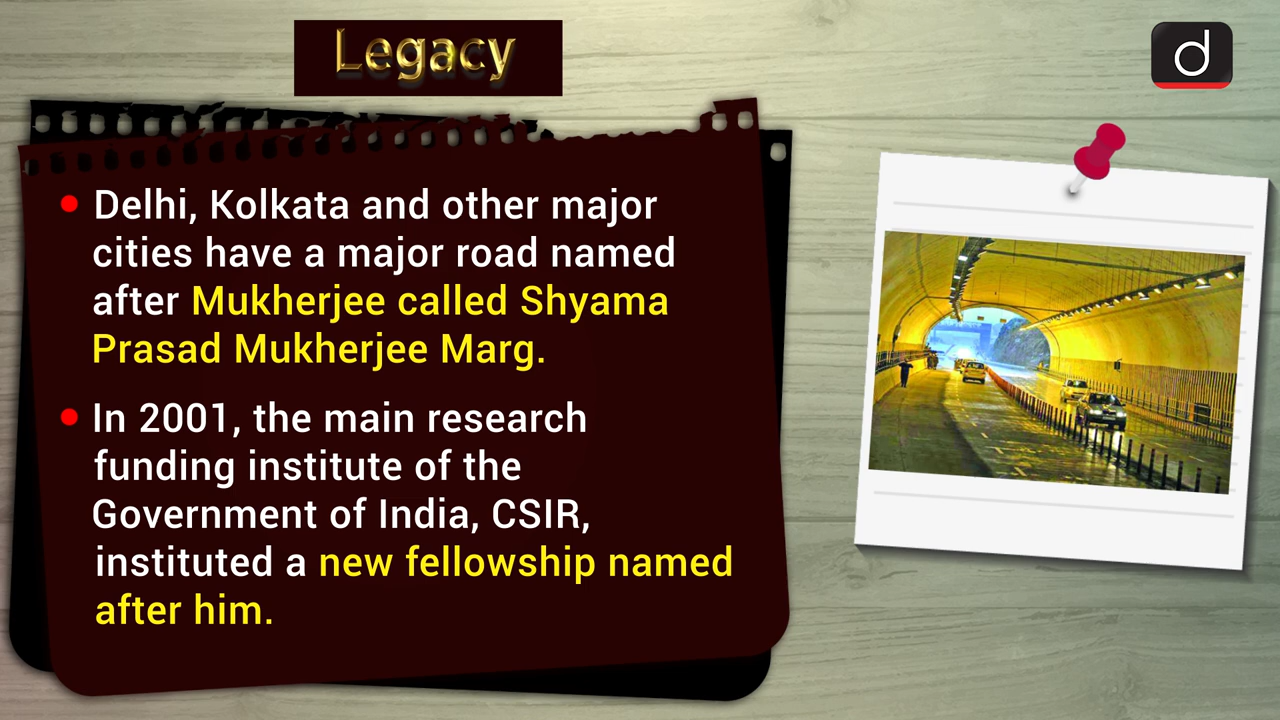 Legacy
d
Delhi, Kolkata and other major
cities have a major road named
after Mukherjee called Shyama
Prasad Mukherjee Marg.
In 2001, the main research
funding institute of the
Government of India, CSIR,
instituted a new fellowship named
after him.